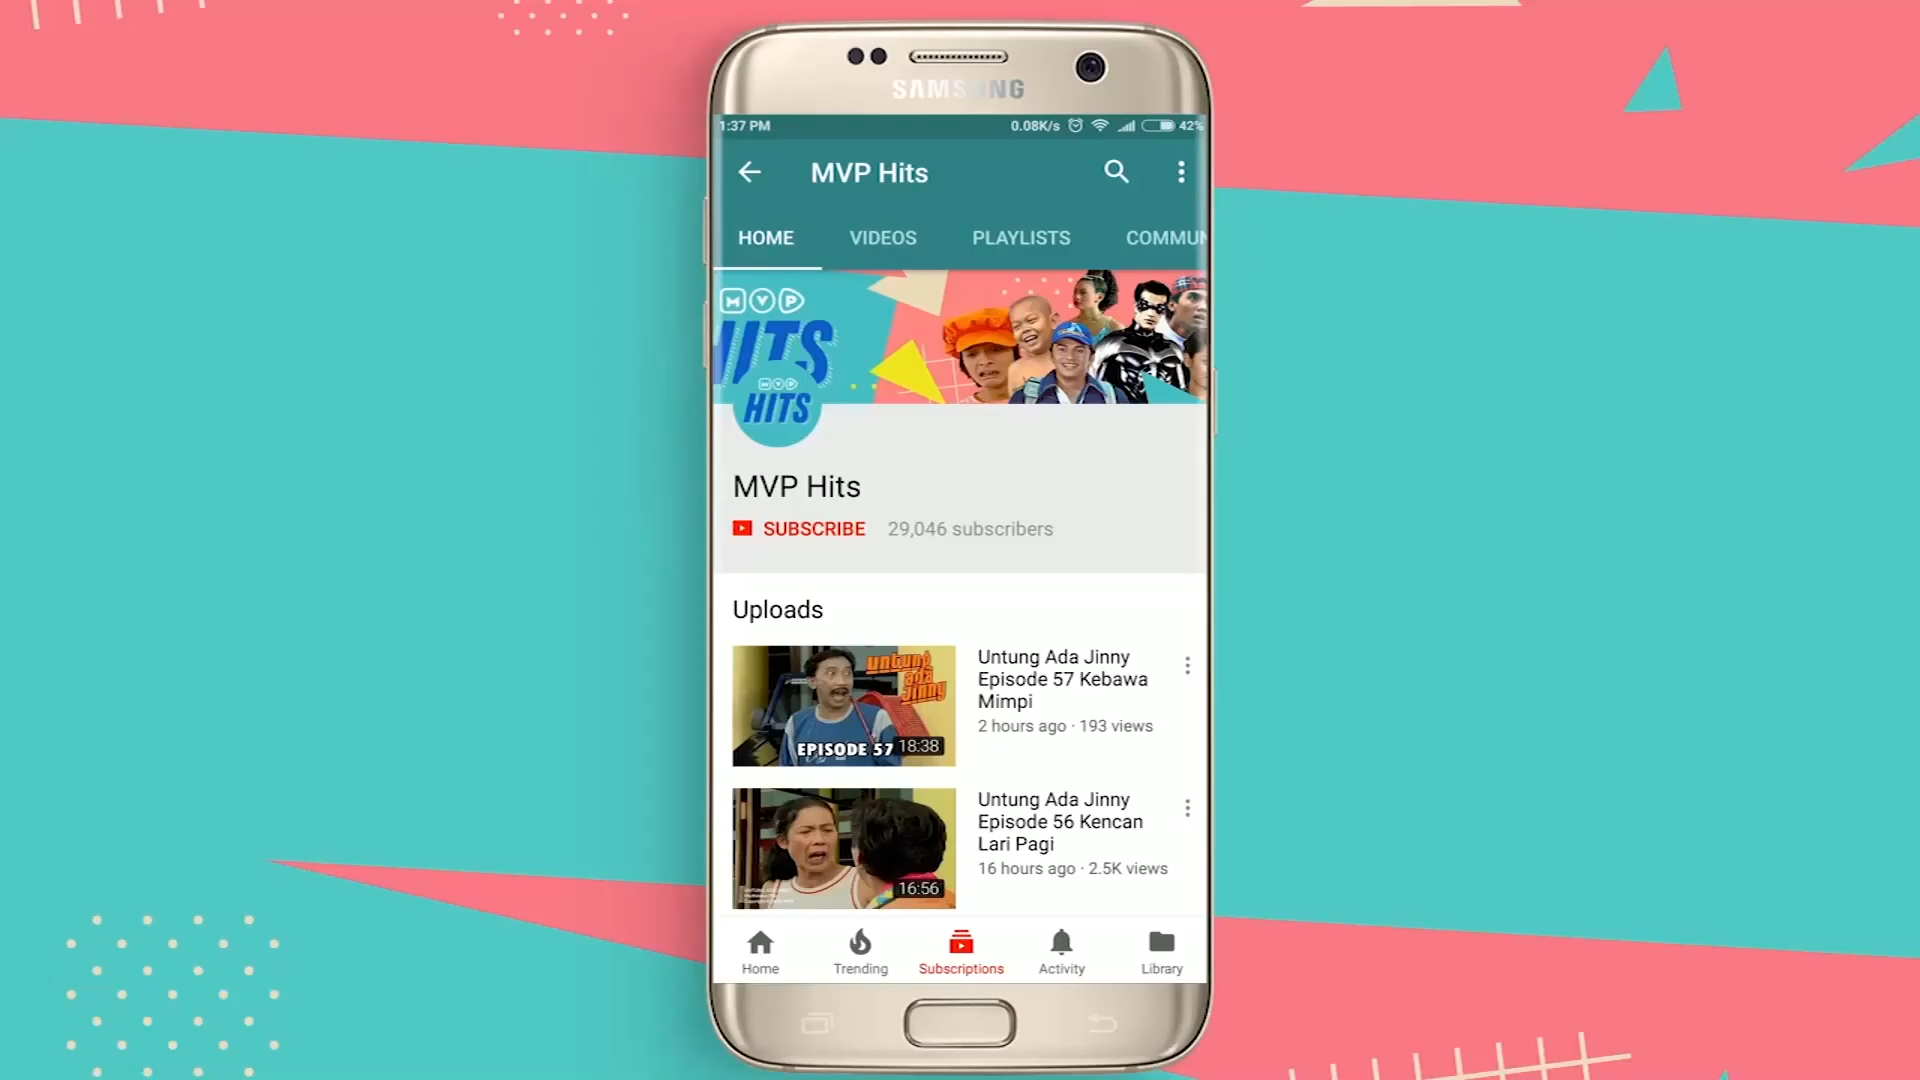 SAMSUNG
1:37 PM 0.08K/s 42%
MVP Hits
HOME VIDEOS PLAYLISTS COMMUN
MVP
HITS
MVP
HITS
MVP Hits
SUBSCRIBE 29,046 subscribers
Uploads
untung
ada
jinny
EPISODE 57 18:38
Untung Ada Jinny
Episode 57 Kebawa
Mimpi
2 hours ago · 193 views
16:56
Untung Ada Jinny
Episode 56 Kencan
Lari Pagi
16 hours ago · 2.5K views
Home Trending Subscriptions Activity Library